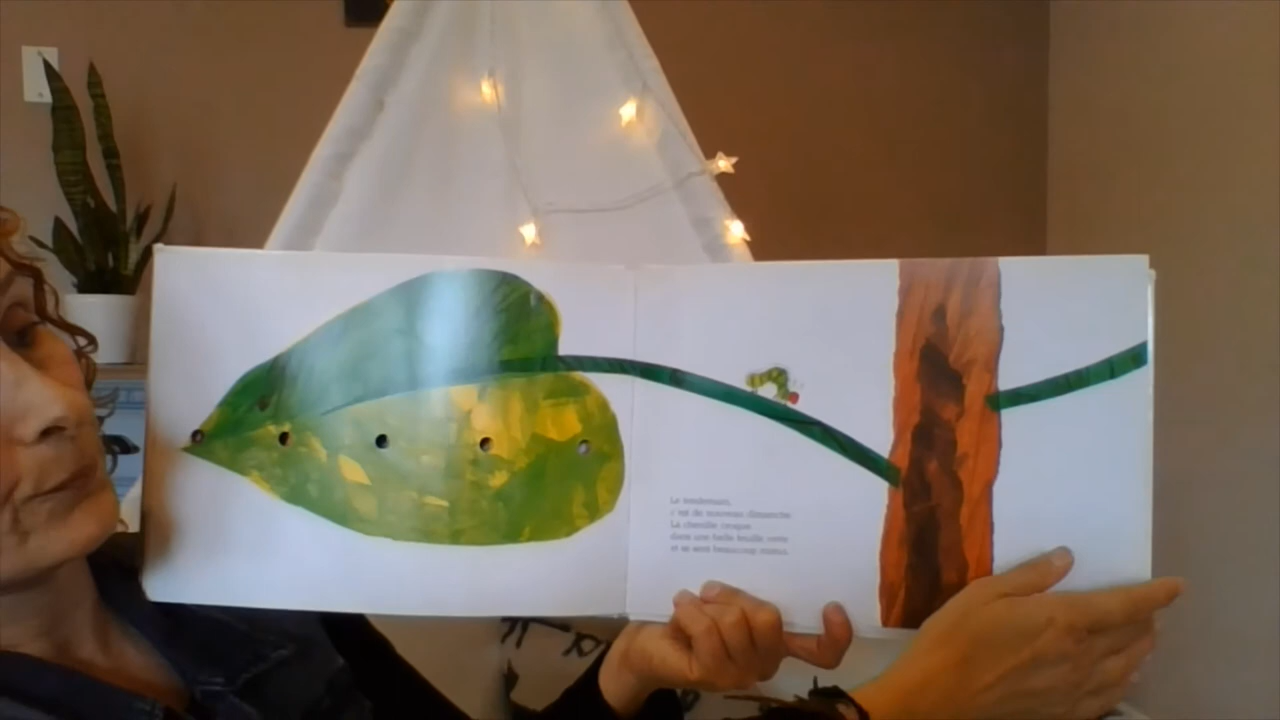 Le lendemain,
c'est de nouveau dimanche.
La chenille croque
dans une belle feuille verte
et se sent beaucoup mieux.